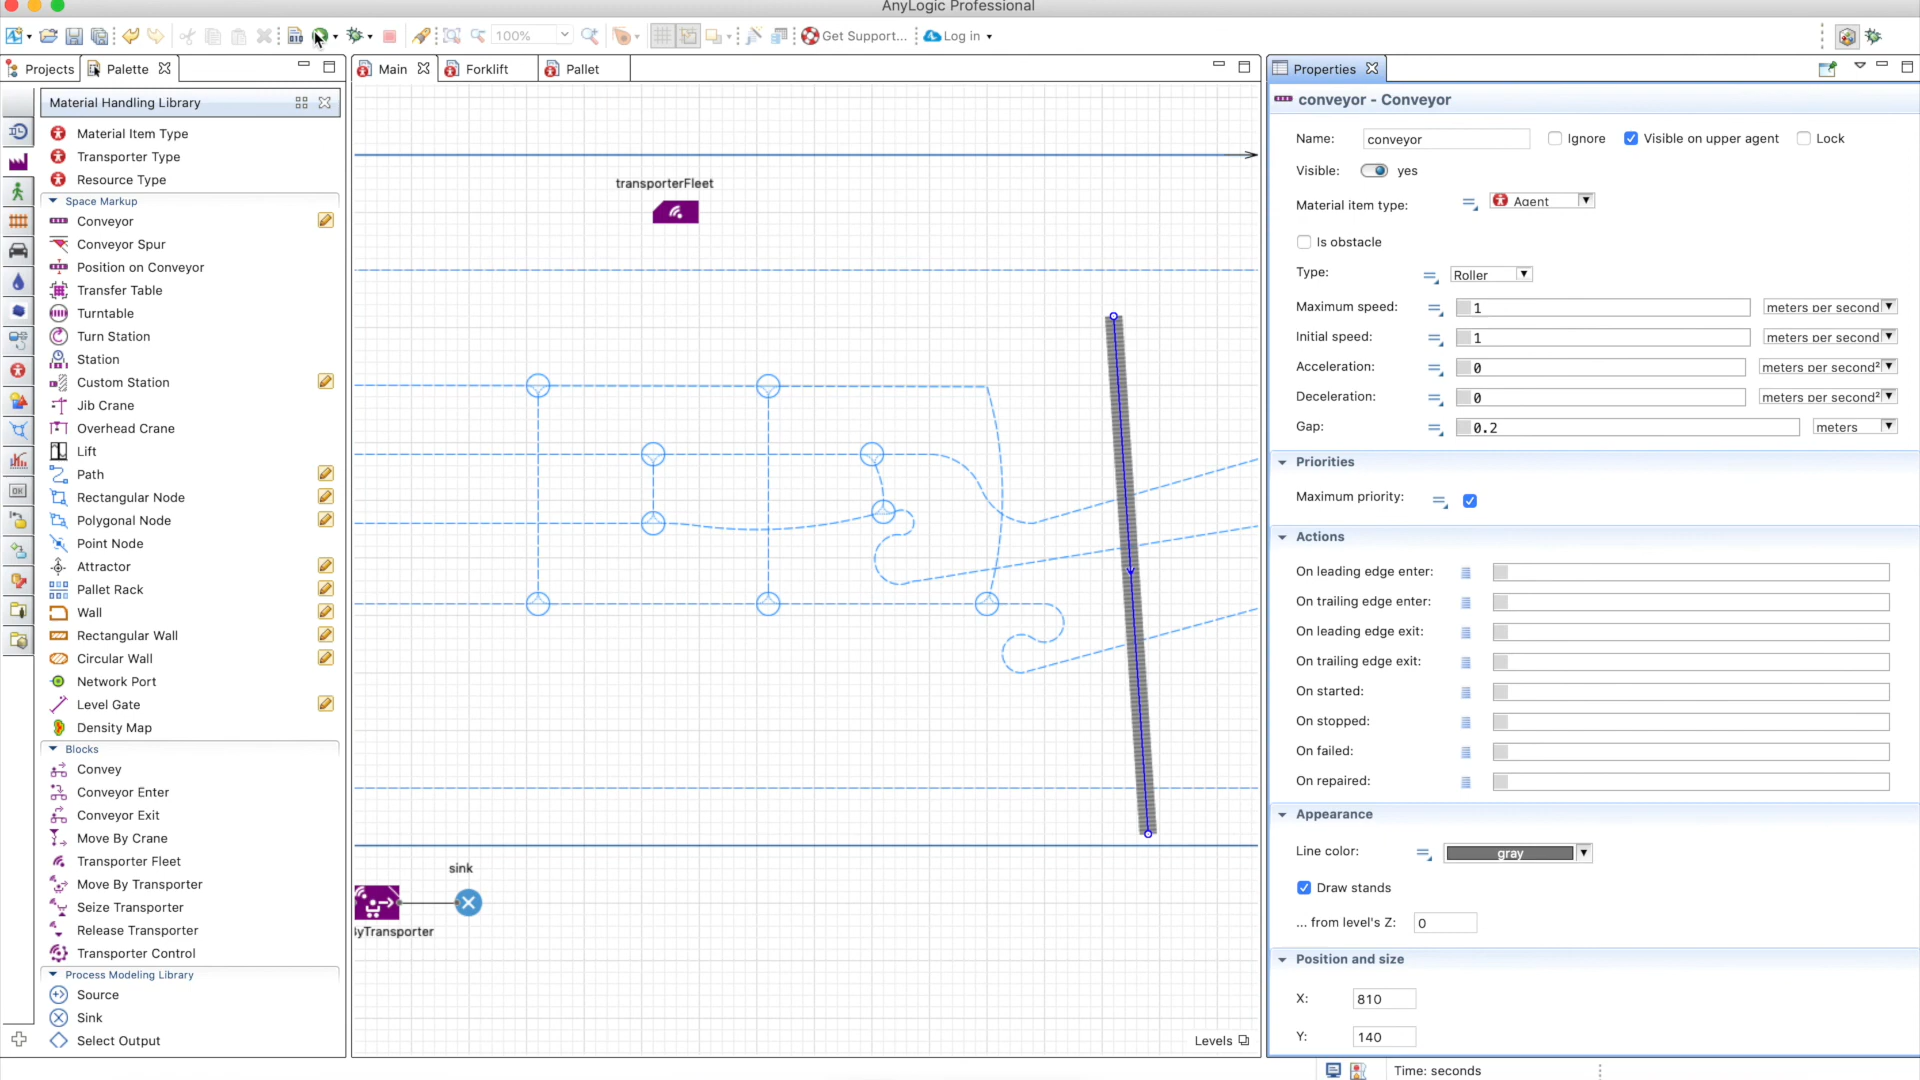 AnyLogic Professional
100%
Get Support...
Log in
Projects
Palette
Main
Forklift
Pallet
Properties
Material Handling Library
Material Item Type
Transporter Type
Resource Type
Space Markup
Conveyor
Conveyor Spur
Position on Conveyor
Transfer Table
Turntable
Turn Station
Station
Custom Station
Jib Crane
Overhead Crane
Lift
Path
Rectangular Node
Polygonal Node
Point Node
Attractor
Pallet Rack
Wall
Rectangular Wall
Circular Wall
Network Port
Level Gate
Density Map
Blocks
Convey
Conveyor Enter
Conveyor Exit
Move By Crane
Transporter Fleet
Move By Transporter
Seize Transporter
Release Transporter
Transporter Control
Process Modeling Library
Source
Sink
Select Output
transporterFleet
sink
ByTransporter
Levels
conveyor - Conveyor
Name:
conveyor
Ignore
Visible on upper agent
Lock
Visible:
yes
Material item type:
Agent
Is obstacle
Type:
Roller
Maximum speed:
1
meters per second
Initial speed:
1
meters per second
Acceleration:
0
meters per second²
Deceleration:
0
meters per second²
Gap:
0.2
meters
Priorities
Maximum priority:
Actions
On leading edge enter:
On trailing edge enter:
On leading edge exit:
On trailing edge exit:
On started:
On stopped:
On failed:
On repaired:
Appearance
Line color:
gray
Draw stands
... from level's Z:
0
Position and size
X:
810
Y:
140
Time: seconds